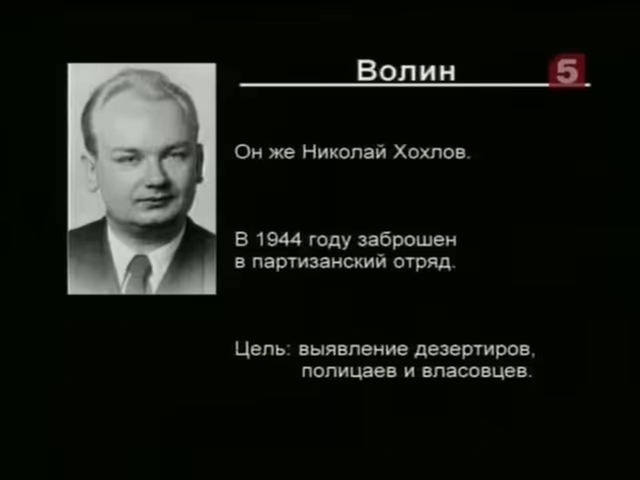 Волин
5
Он же Николай Хохлов.
В 1944 году заброшен
в партизанский отряд.
Цель: выявление дезертиров,
полицаев и власовцев.